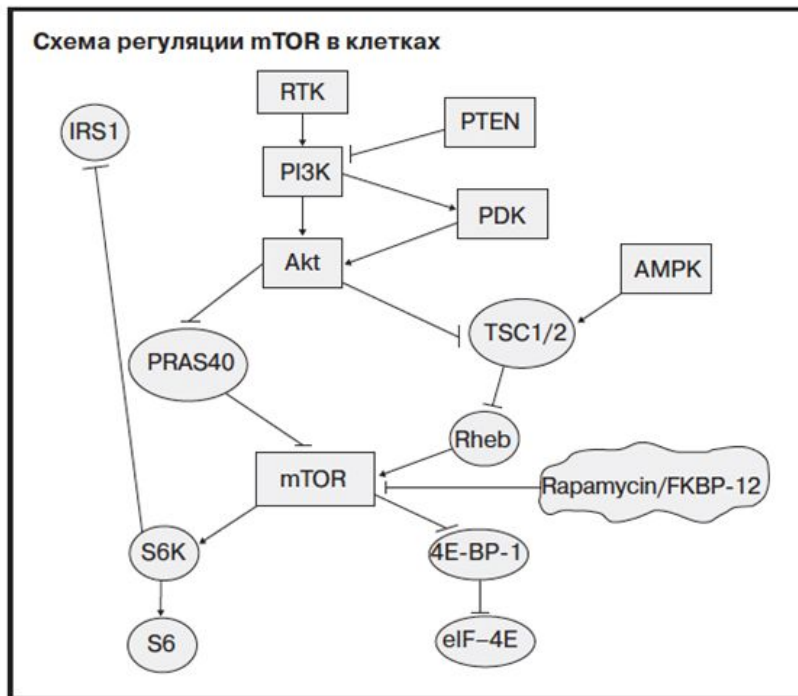 Схема регуляции mTOR в клетках
RTK
PTEN
IRS1
PI3K
PDK
Akt
AMPK
TSC1/2
PRAS40
Rheb
mTOR
Rapamycin/FKBP-12
S6K
4E-BP-1
S6
eIF–4E